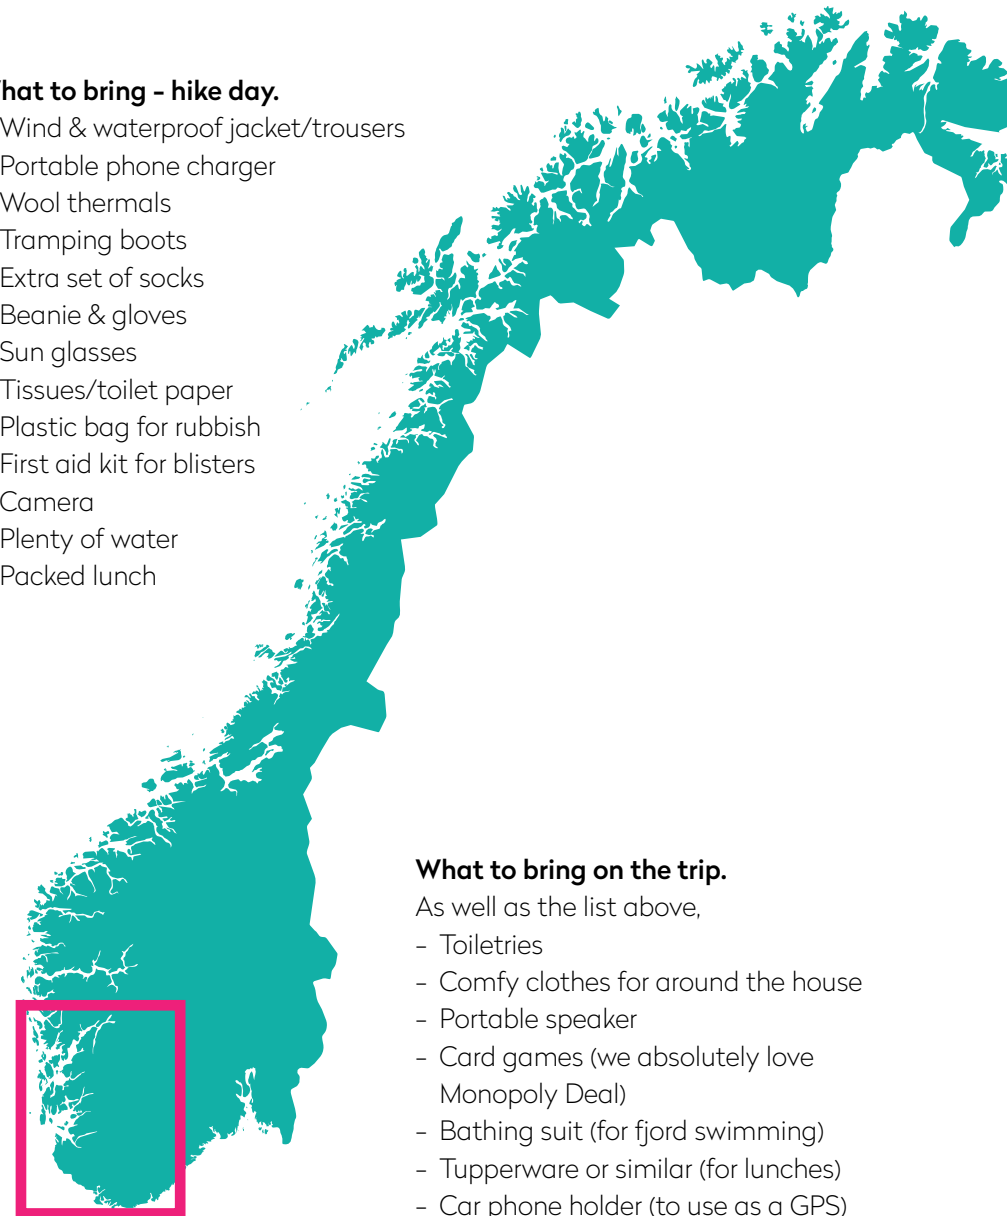 hat to bring - hike day.
Wind & waterproof jacket/trousers
Portable phone charger
Wool thermals
Tramping boots
Extra set of socks
Beanie & gloves
Sun glasses
Tissues/toilet paper
Plastic bag for rubbish
First aid kit for blisters
Camera
Plenty of water
Packed lunch
What to bring on the trip.
As well as the list above,
- Toiletries
- Comfy clothes for around the house
- Portable speaker
- Card games (we absolutely love
Monopoly Deal)
- Bathing suit (for fjord swimming)
- Tupperware or similar (for lunches)
- Car phone holder (to use as a GPS)